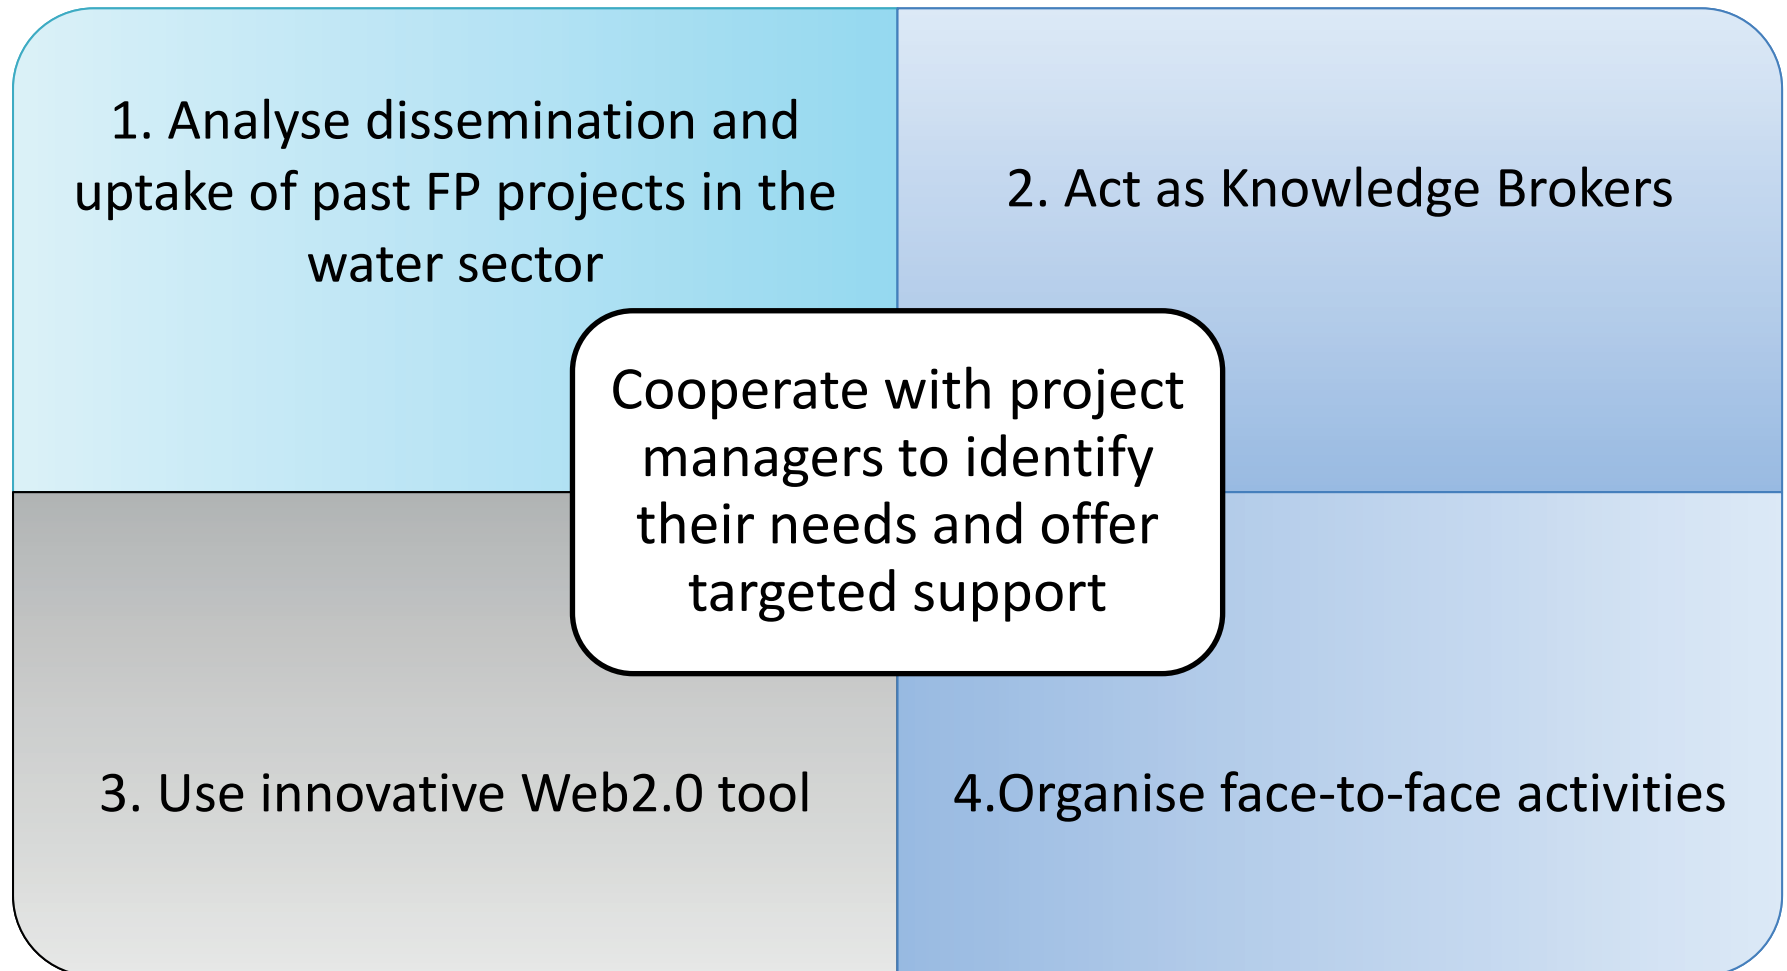 1. Analyse dissemination and
uptake of past FP projects in the
water sector
2. Act as Knowledge Brokers
Cooperate with project
managers to identify
their needs and offer
targeted support
3. Use innovative Web2.0 tool
4.Organise face-to-face activities